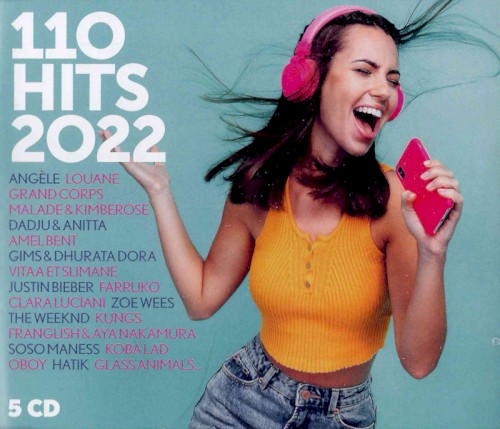 110
HITS
2022
ANGÈLE LOUANE
GRAND CORPS
MALADE & KIMBEROSE
DADJU & ANITTA
AMEL BENT
GIMS & DHURATA DORA
VITAA ET SLIMANE
JUSTIN BIEBER FARRUKO
CLARA LUCIANI ZOE WEES
THE WEEKND KUNGS
FRANGLISH & AYA NAKAMURA
SOSO MANESS KOBA LAD
OBOY HATIK GLASS ANIMALS...
5 CD